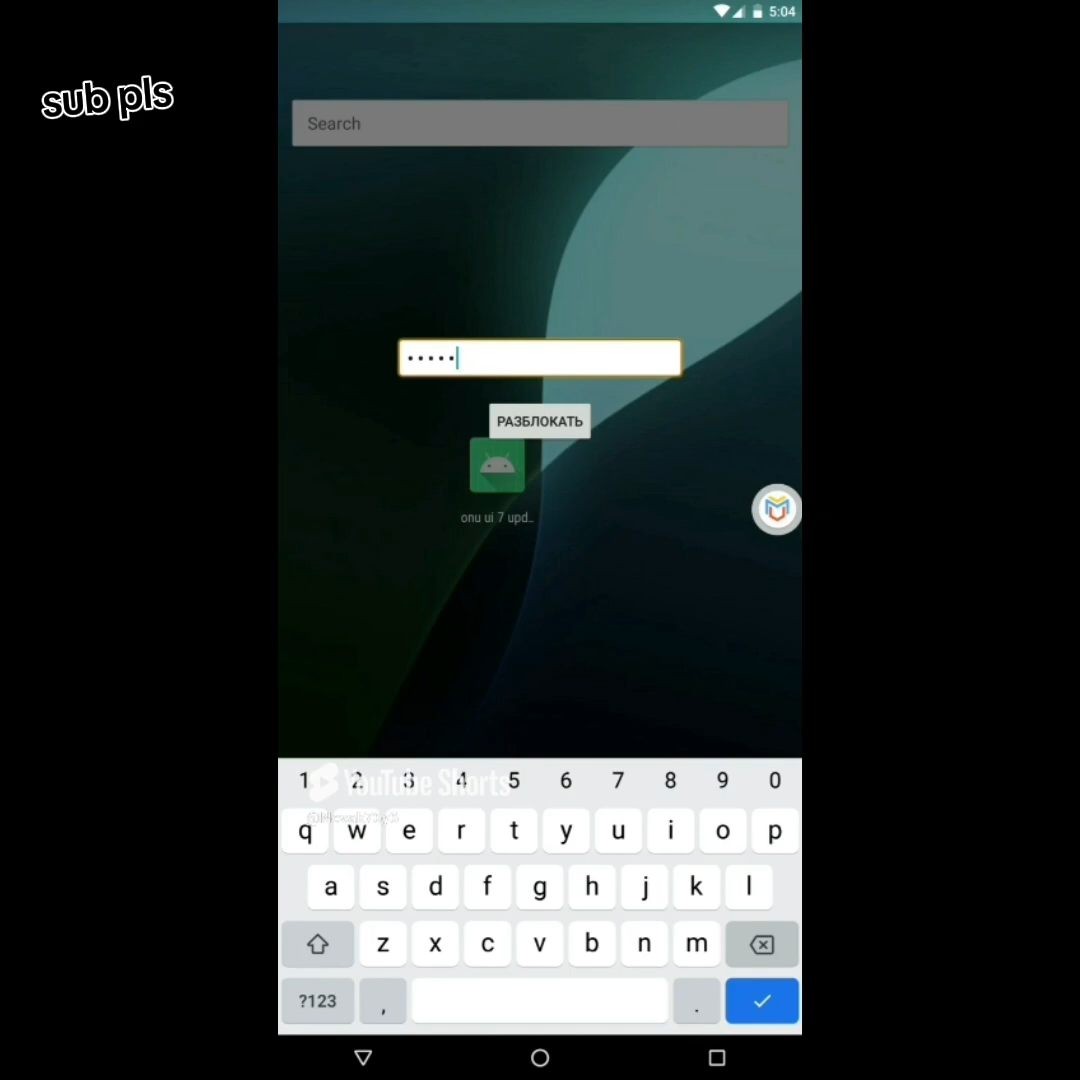 5:04
sub pls
Search
•••••
РАЗБЛОКАТЬ
onu ui 7 upd..
1 2 3 4 5 6 7 8 9 0
YouTube Shorts
q w e r t y u i o p
a s d f g h j k l
z x c v b n m
?123 , .